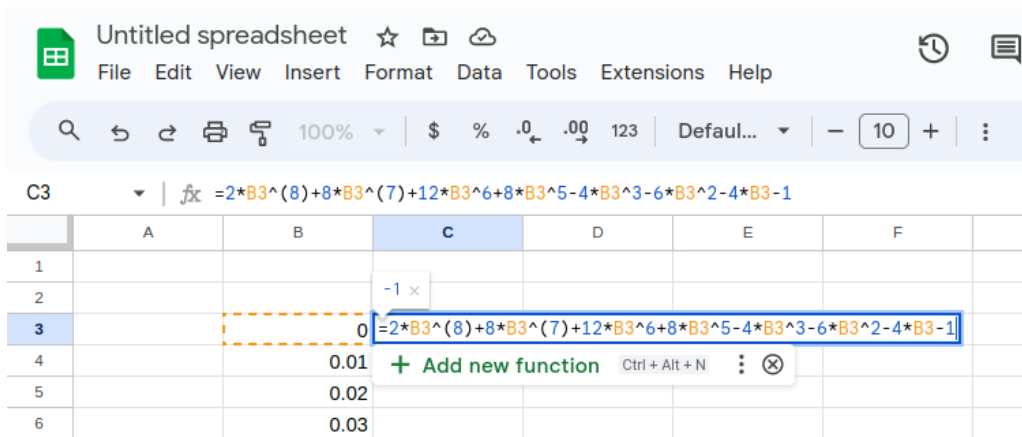 Untitled spreadsheet
File Edit View Insert Format Data Tools Extensions Help
100% $ % .0 .00 123 Defaul... − 10 +
C3 fx =2*B3^(8)+8*B3^(7)+12*B3^6+8*B3^5-4*B3^3-6*B3^2-4*B3-1
A B C D E F
1
-1 ×
2
3 0 =2*B3^(8)+8*B3^(7)+12*B3^6+8*B3^5-4*B3^3-6*B3^2-4*B3-1
4 0.01 + Add new function Ctrl + Alt + N
5 0.02
6 0.03